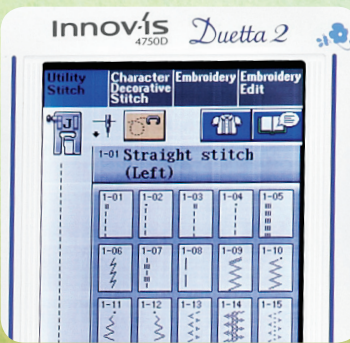 Innov-ís
4750D
Duetta 2
Utility Stitch
Character Decorative Stitch
Embroidery
Embroidery Edit
J
1-01 Straight stitch
(Left)
1-01 1-02 1-03 1-04 1-05
1-06 1-07 1-08 1-09 1-10
1-11 1-12 1-13 1-14 1-15